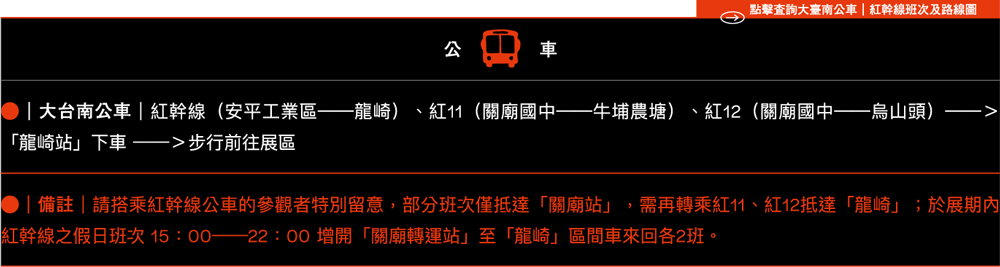 點擊查詢大臺南公車｜紅幹線班次及路線圖
公 車
｜大台南公車｜紅幹線（安平工業區——龍崎）、紅11（關廟國中——牛埔農塘）、紅12（關廟國中——烏山頭）——＞
「龍崎站」下車 ——＞步行前往展區
｜備註｜請搭乘紅幹線公車的參觀者特別留意，部分班次僅抵達「關廟站」，需再轉乘紅11、紅12抵達「龍崎」；於展期內
紅幹線之假日班次 15：00——22：00 增開「關廟轉運站」至「龍崎」區間車來回各2班。